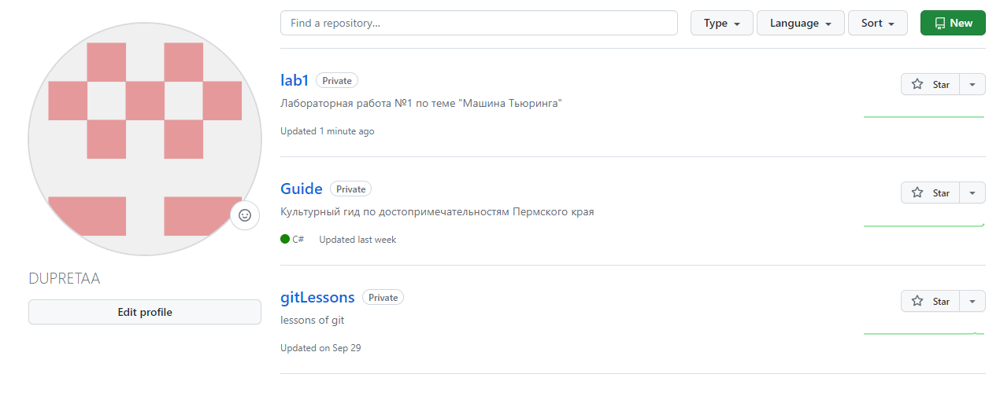 Find a repository...
Type
Language
Sort
New
lab1 Private
Star
Лабораторная работа №1 по теме "Машина Тьюринга"
Updated 1 minute ago
Guide Private
Star
Культурный гид по достопримечательностям Пермского края
C# Updated last week
DUPRETAA
Edit profile
gitLessons Private
Star
lessons of git
Updated on Sep 29